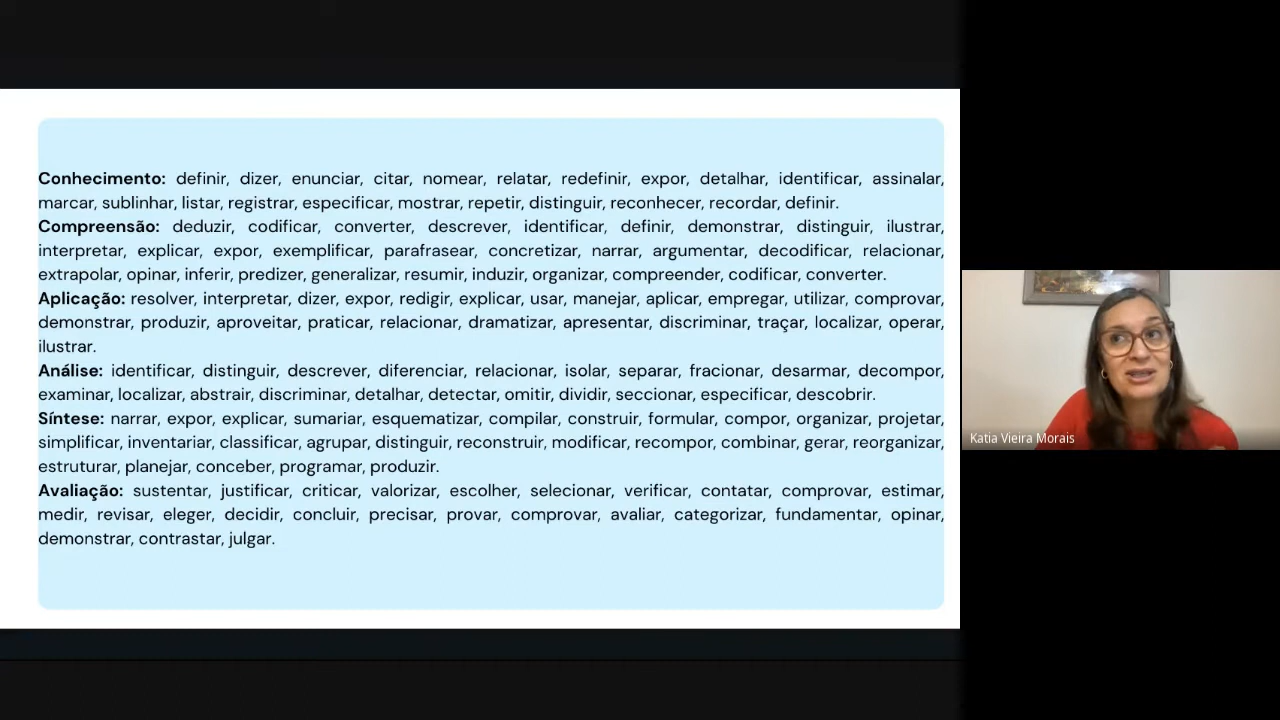 Conhecimento: definir, dizer, enunciar, citar, nomear, relatar, redefinir, expor, detalhar, identificar, assinalar,
marcar, sublinhar, listar, registrar, especificar, mostrar, repetir, distinguir, reconhecer, recordar, definir.
Compreensão: deduzir, codificar, converter, descrever, identificar, definir, demonstrar, distinguir, ilustrar,
interpretar, explicar, expor, exemplificar, parafrasear, concretizar, narrar, argumentar, decodificar, relacionar,
extrapolar, opinar, inferir, predizer, generalizar, resumir, induzir, organizar, compreender, codificar, converter.
Aplicação: resolver, interpretar, dizer, expor, redigir, explicar, usar, manejar, aplicar, empregar, utilizar, comprovar,
demonstrar, produzir, aproveitar, praticar, relacionar, dramatizar, apresentar, discriminar, traçar, localizar, operar,
ilustrar.
Análise: identificar, distinguir, descrever, diferenciar, relacionar, isolar, separar, fracionar, desarmar, decompor,
examinar, localizar, abstrair, discriminar, detalhar, detectar, omitir, dividir, seccionar, especificar, descobrir.
Síntese: narrar, expor, explicar, sumariar, esquematizar, compilar, construir, formular, compor, organizar, projetar,
simplificar, inventariar, classificar, agrupar, distinguir, reconstruir, modificar, recompor, combinar, gerar, reorganizar,
estruturar, planejar, conceber, programar, produzir.
Avaliação: sustentar, justificar, criticar, valorizar, escolher, selecionar, verificar, contatar, comprovar, estimar,
medir, revisar, eleger, decidir, concluir, precisar, provar, comprovar, avaliar, categorizar, fundamentar, opinar,
demonstrar, contrastar, julgar.
Katia Vieira Morais